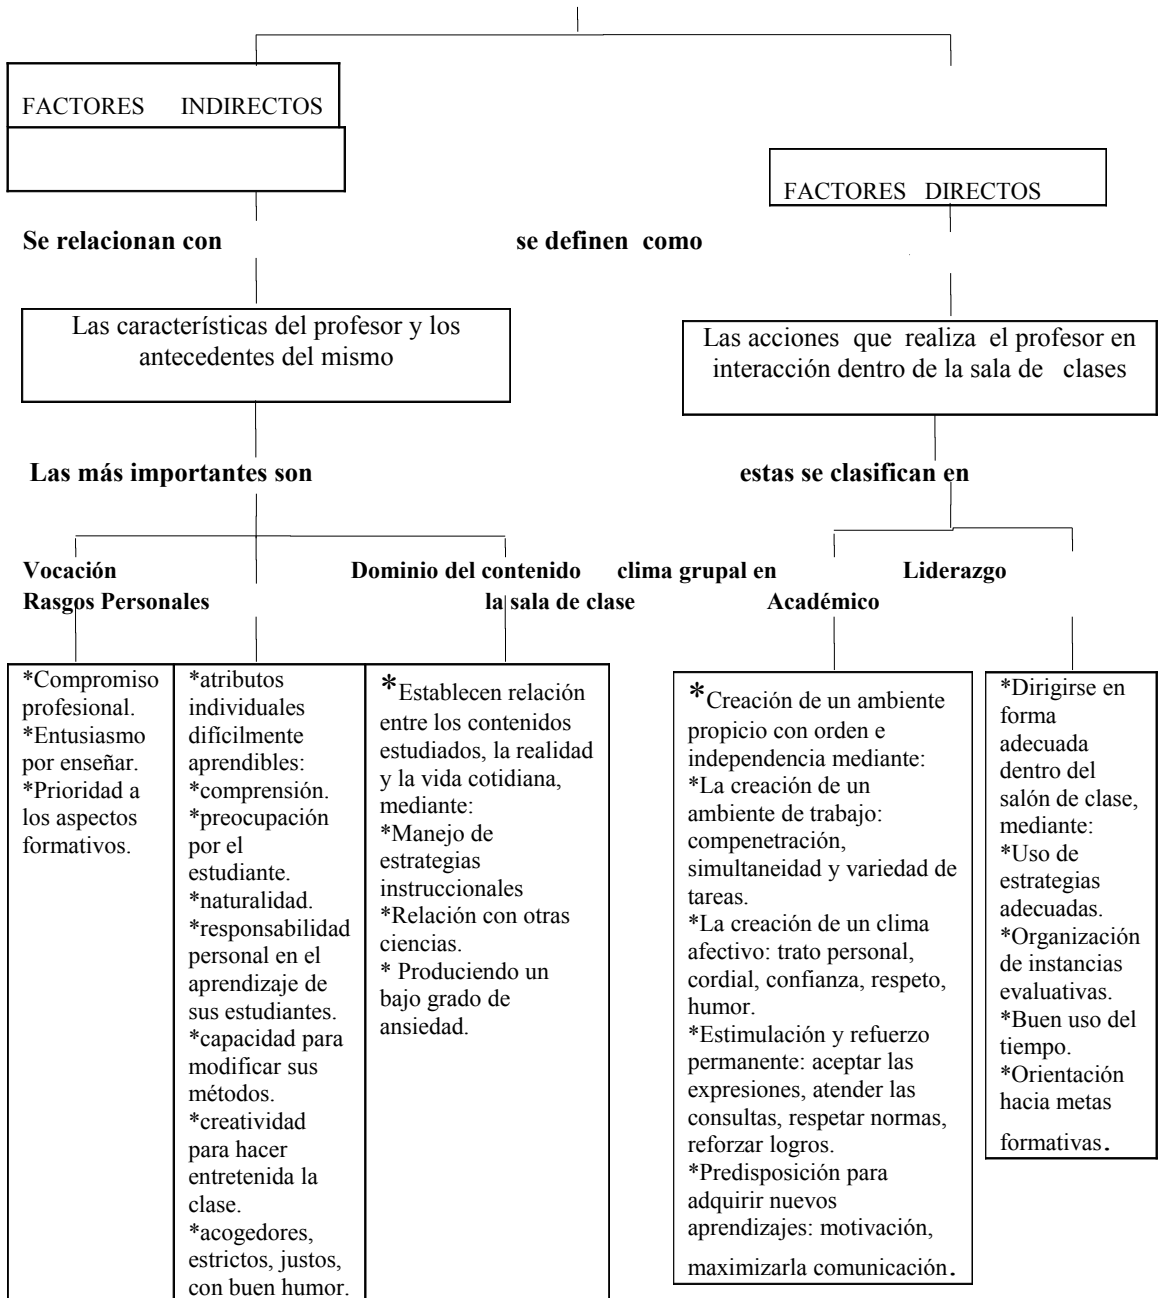 FACTORES INDIRECTOS
FACTORES DIRECTOS
Se relacionan con
se definen como
Las características del profesor y los
antecedentes del mismo
Las acciones que realiza el profesor en
interacción dentro de la sala de clases
Las más importantes son
estas se clasifican en
Vocación Dominio del contenido clima grupal en Liderazgo
Rasgos Personales la sala de clase Académico
*Compromiso
profesional.
*Entusiasmo
por enseñar.
*Prioridad a
los aspectos
formativos.
*atributos
individuales
difícilmente
aprendibles:
*comprensión.
*preocupación
por el
estudiante.
*naturalidad.
*responsabilidad
personal en el
aprendizaje de
sus estudiantes.
*capacidad para
modificar sus
métodos.
*creatividad
para hacer
entretenida la
clase.
*acogedores,
estrictos, justos,
con buen humor.
*Establecen relación
entre los contenidos
estudiados, la realidad
y la vida cotidiana,
mediante:
*Manejo de
estrategias
instruccionales
*Relación con otras
ciencias.
* Produciendo un
bajo grado de
ansiedad.
*Creación de un ambiente
propicio con orden e
independencia mediante:
*La creación de un
ambiente de trabajo:
compenetración,
simultaneidad y variedad de
tareas.
*La creación de un clima
afectivo: trato personal,
cordial, confianza, respeto,
humor.
*Estimulación y refuerzo
permanente: aceptar las
expresiones, atender las
consultas, respetar normas,
reforzar logros.
*Predisposición para
adquirir nuevos
aprendizajes: motivación,
maximizarla comunicación.
*Dirigirse en
forma
adecuada
dentro del
salón de clase,
mediante:
*Uso de
estrategias
adecuadas.
*Organización
de instancias
evaluativas.
*Buen uso del
tiempo.
*Orientación
hacia metas
formativas.